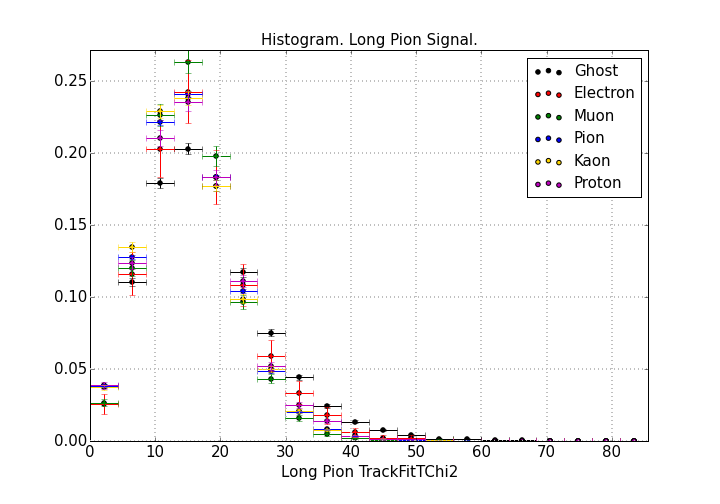 Histogram. Long Pion Signal.
Ghost
Electron
Muon
Pion
Kaon
Proton
0.25
0.20
0.15
0.10
0.05
0.00
0 10 20 30 40 50 60 70 80
Long Pion TrackFitTChi2